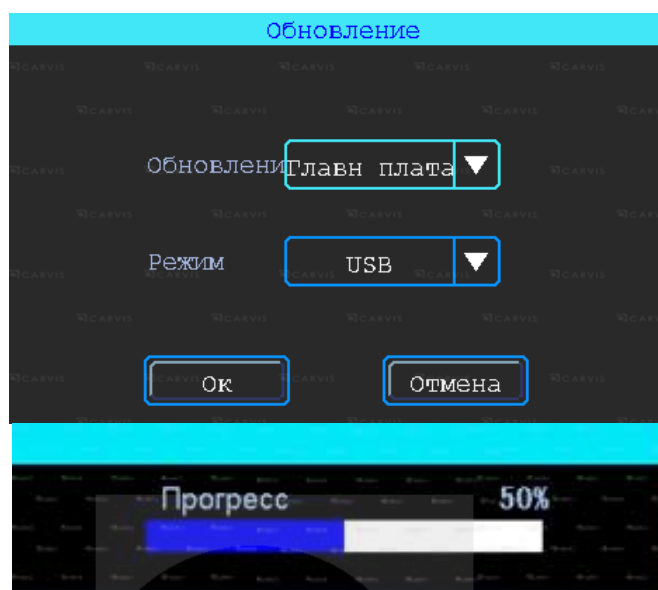 Обновление
Обновлени Главн плата
Режим USB
Ок Отмена
Прогресс 50%